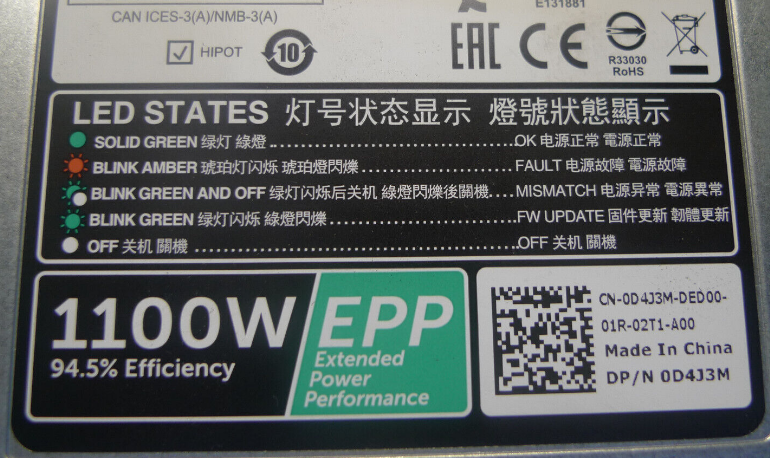 E131881
CAN ICES-3(A)/NMB-3(A)
HIPOT
10
EAC
CE
R33030
RoHS
LED STATES 灯号状态显示 燈號狀態顯示
SOLID GREEN 绿灯 綠燈 ........................................ OK 电源正常 電源正常
BLINK AMBER 琥珀灯闪烁 琥珀燈閃爍 ........................ FAULT 电源故障 電源故障
BLINK GREEN AND OFF 绿灯闪烁后关机 綠燈閃爍後關機 .... MISMATCH 电源异常 電源異常
BLINK GREEN 绿灯闪烁 綠燈閃爍 ............................ FW UPDATE 固件更新 韌體更新
OFF 关机 關機 ................................................ OFF 关机 關機
1100W
94.5% Efficiency
EPP
Extended
Power
Performance
CN-0D4J3M-DED00-
01R-02T1-A00
Made In China
DP/N 0D4J3M